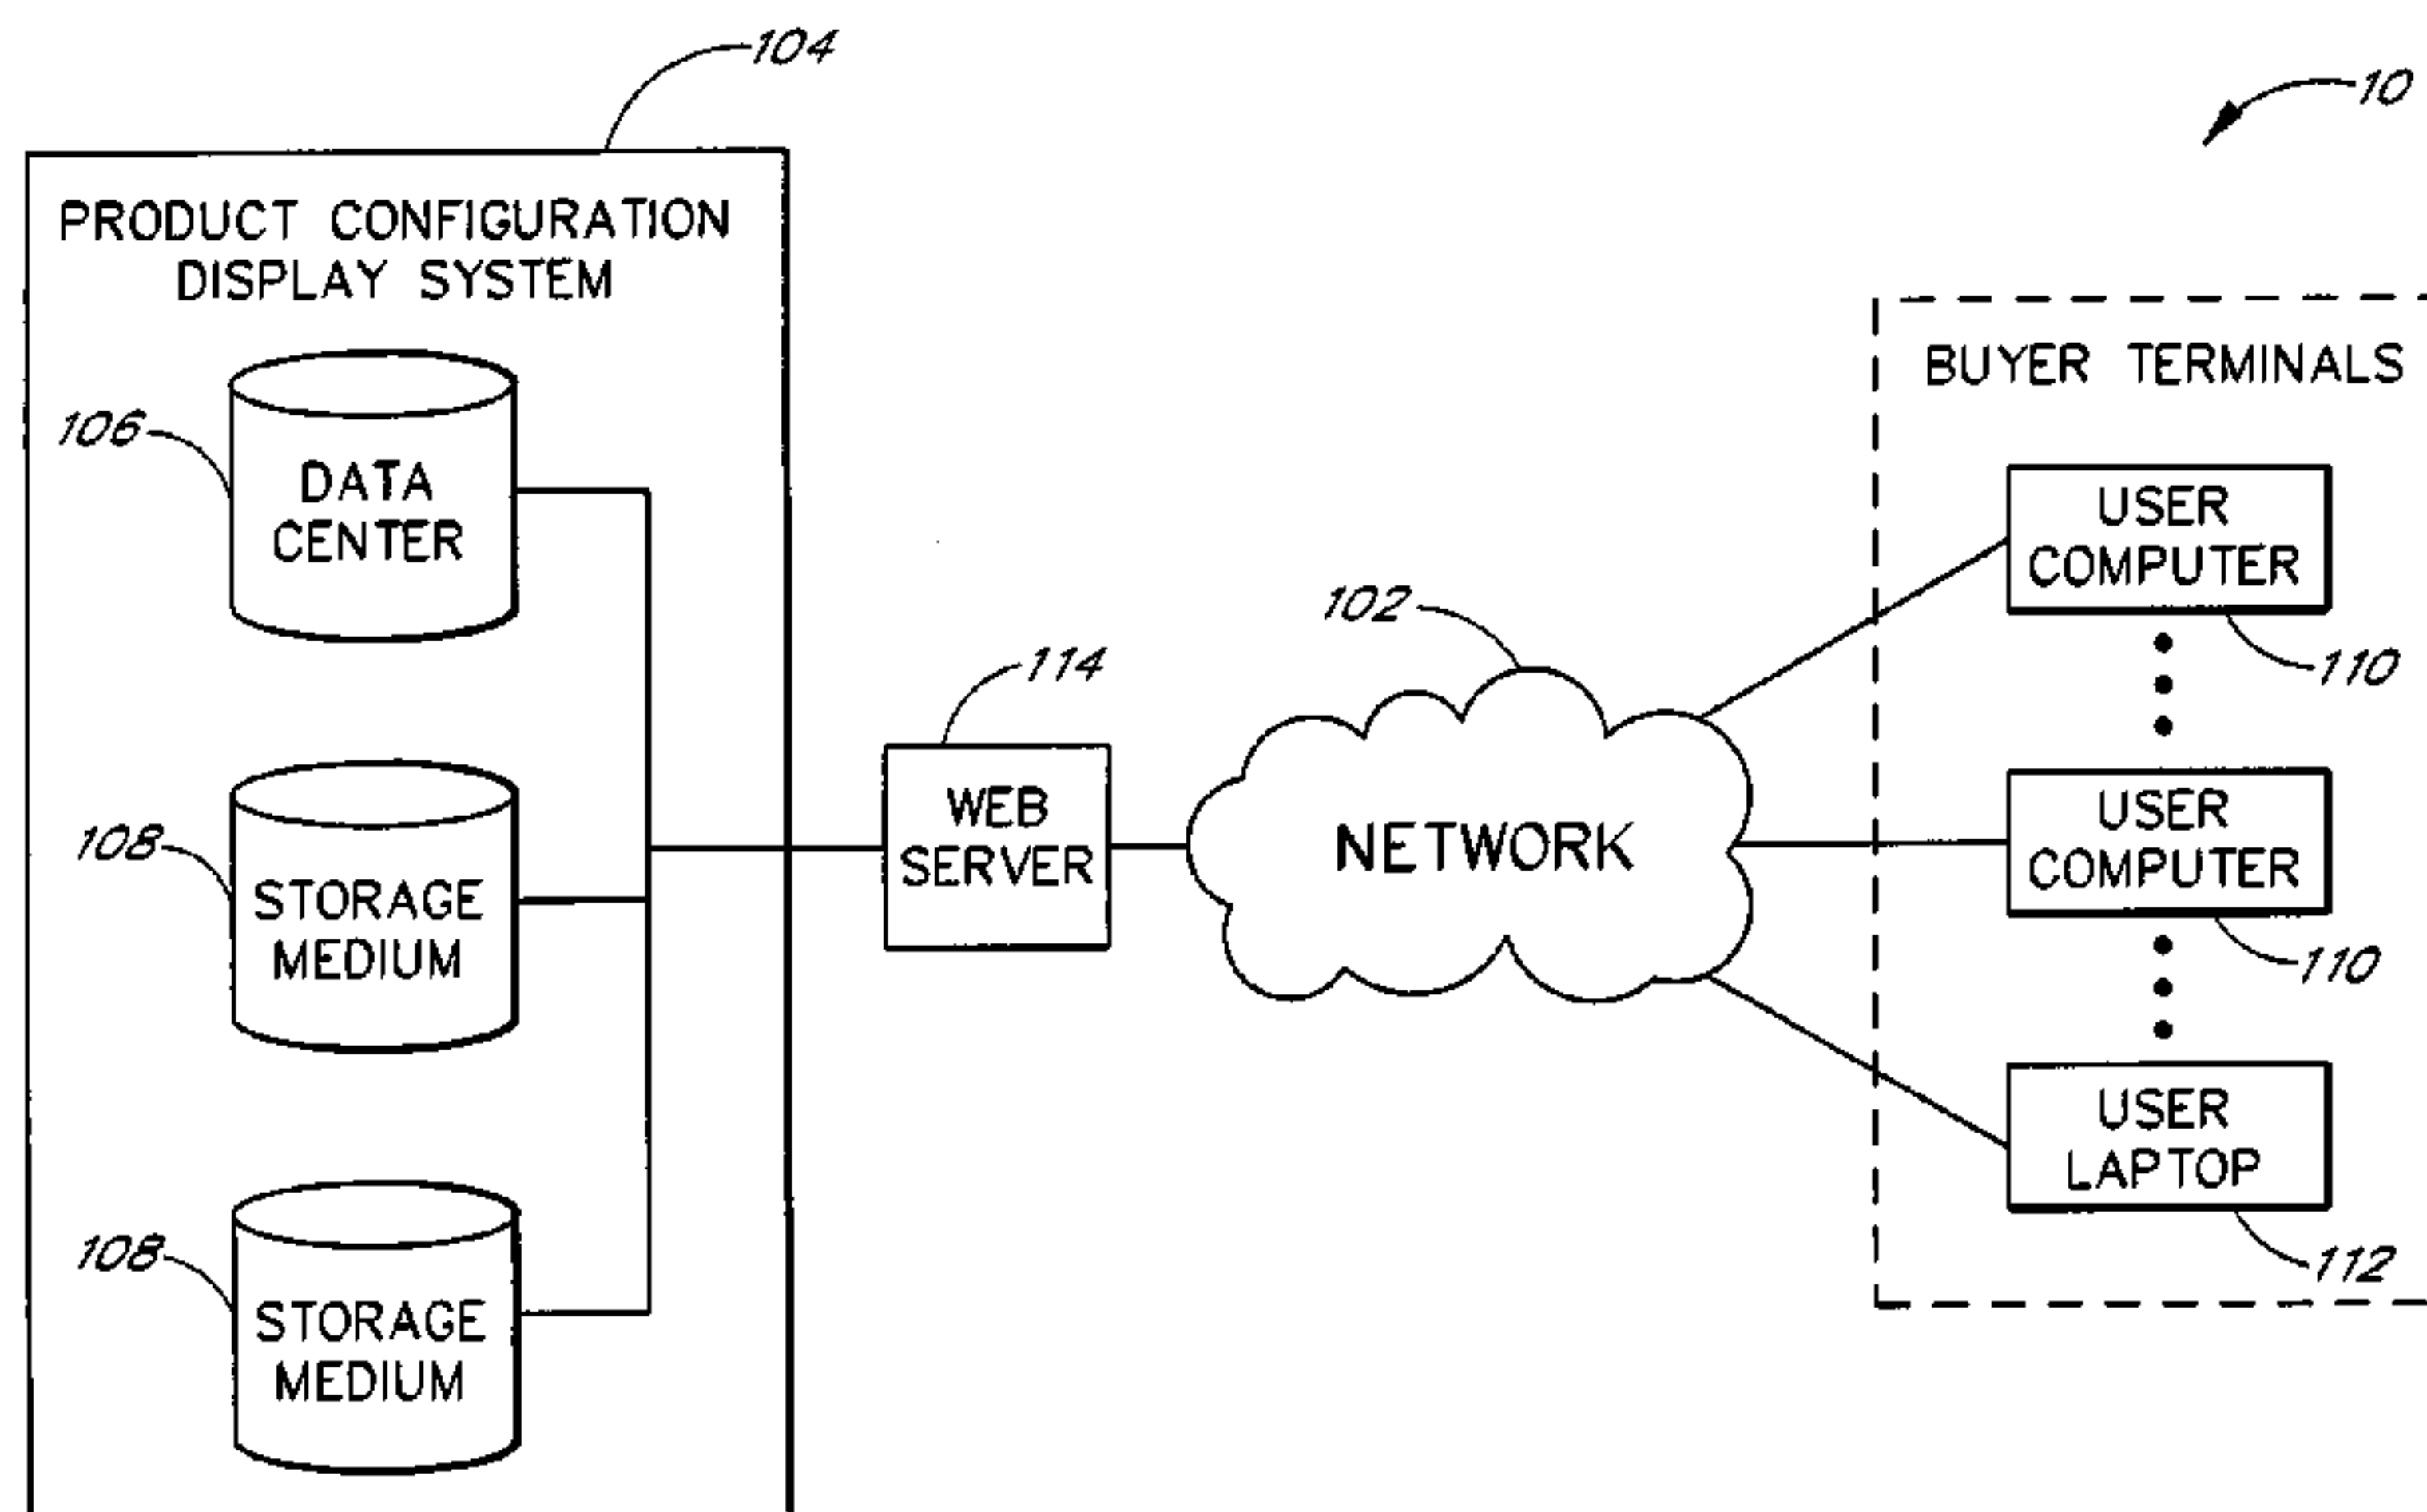 104
10
PRODUCT CONFIGURATION
DISPLAY SYSTEM
BUYER TERMINALS
106
DATA
CENTER
USER
COMPUTER
110
102
114
WEB
SERVER
NETWORK
USER
COMPUTER
110
108
STORAGE
MEDIUM
USER
LAPTOP
112
108
STORAGE
MEDIUM